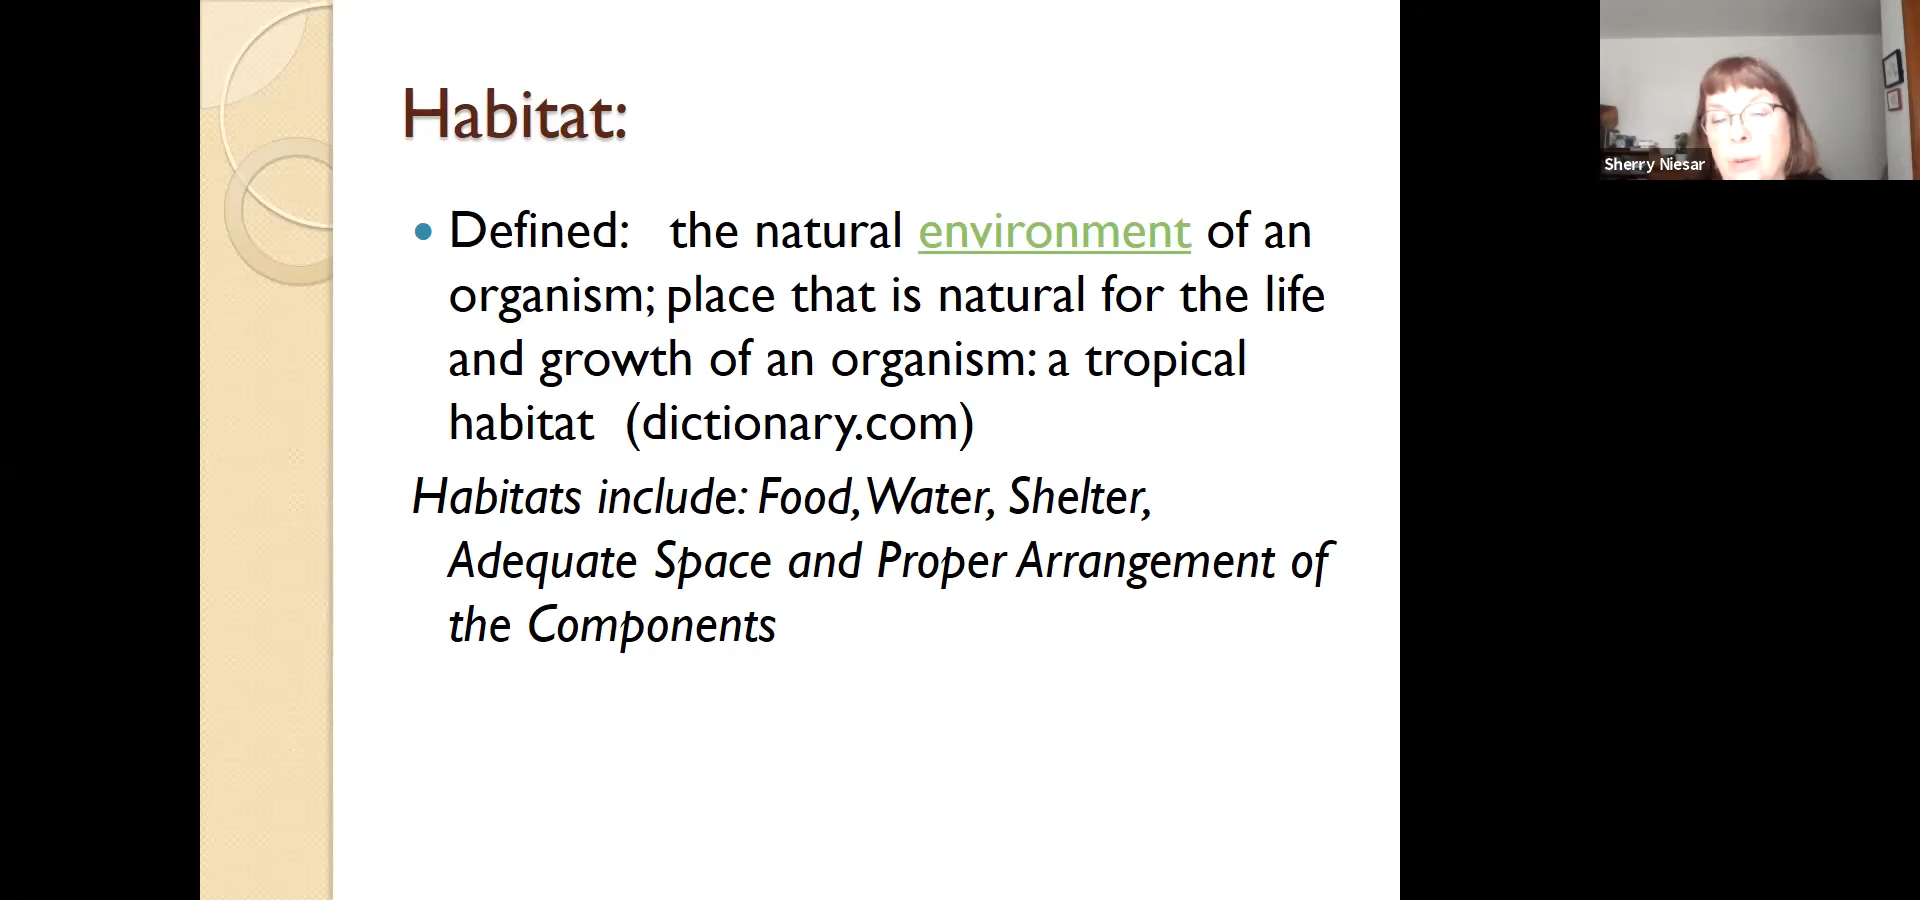 Habitat:
Defined: the natural environment of an
organism; place that is natural for the life
and growth of an organism: a tropical
habitat (dictionary.com)
Habitats include: Food, Water, Shelter,
Adequate Space and Proper Arrangement of
the Components
Sherry Niesar